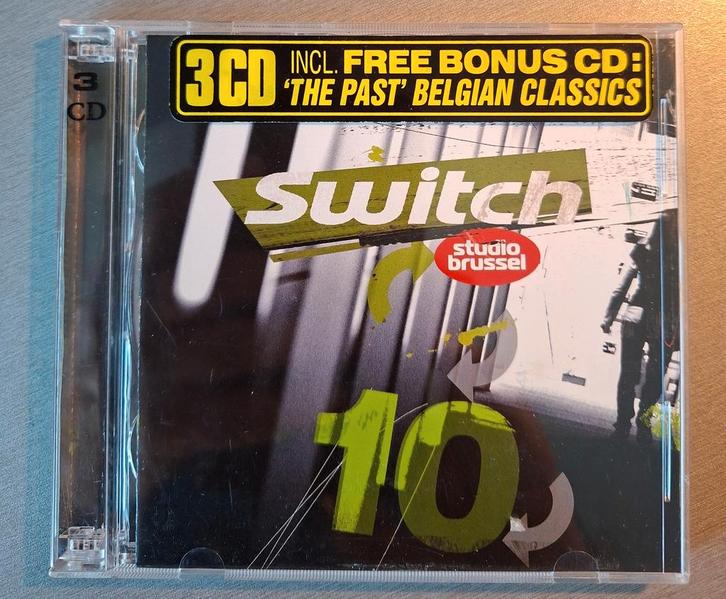 3
CD
3CD INCL. FREE BONUS CD:
'THE PAST' BELGIAN CLASSICS
Switch
studio
brussel
10